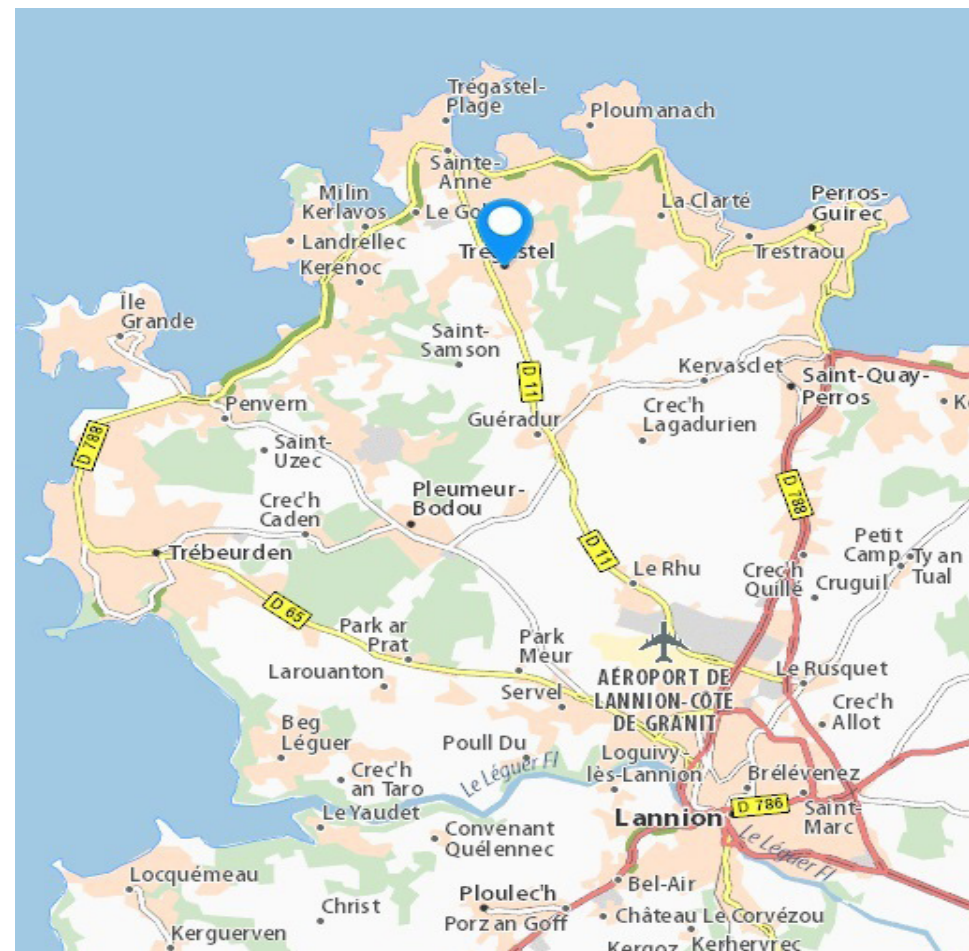 Trégastel-
Plage
Ploumanach
Sainte-
Anne
Milin
Kerlavos
Le Go
La Clarté
Perros-
Guirec
Landrellec
Trégastel
Trestraou
Kerénoc
Île
Grande
Saint-
Samson
D 11
Kervasclet
Saint-Quay-
Perros
Penvern
Guéradur
Crec'h
Lagadurien
D 788
Saint-
Uzec
Pleumeur-
Bodou
D 788
Crec'h
Caden
Trébeurden
D 11
Petit
Camp
Ty an
Tual
Le Rhu
Crec'h
Quillé
Cruguil
D 65
Park ar
Prat
Park
Meur
Larouanton
Servel
AÉROPORT DE
LANNION-CÔTE
DE GRANIT
Le Rusquet
Crec'h
Allot
Beg
Léguer
Poull Du
Loguivy
lès-Lannion
Crec'h
an Taro
Le Léguer Fl
Brélévenez
Le Yaudet
Lannion
D 786
Saint-
Marc
Convenant
Quélennec
Le Léguer Fl
Locquémeau
Bel-Air
Ploulec'h
Christ
Porz an Goff
Château
Le Corvézou
Kerguerven
Kergoz
Kerhervrec